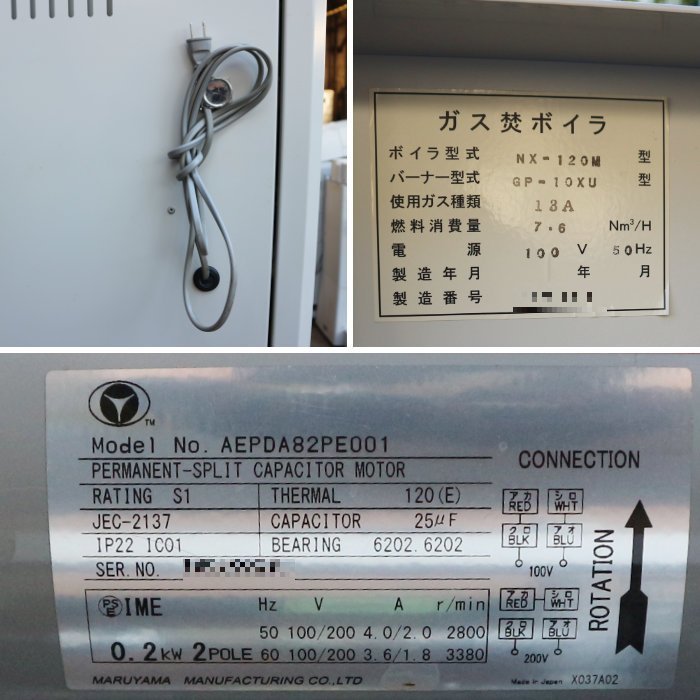 ガス焚ボイラ
ボイラ型式 NX-120M 型
バーナー型式 GP-10XU 型
使用ガス種類 13A
燃料消費量 7.6 Nm³/H
電源 100 V 50Hz
製造年月 年 月
製造番号
TM
Model No. AEPDA82PE001
PERMANENT-SPLIT CAPACITOR MOTOR
RATING S1 THERMAL 120(E)
JEC-2137 CAPACITOR 25μF
IP22 IC01 BEARING 6202.6202
SER.NO.
PSE IME Hz V A r/min
50 100/200 4.0/2.0 2800
0.2kW 2POLE 60 100/200 3.6/1.8 3380
MARUYAMA MANUFACTURING CO.,LTD
CONNECTION
アカ RED シロ WHT
クロ BLK アオ BLU
100V
アカ RED シロ WHT
クロ BLK アオ BLU
200V
ROTATION
Made in Japan X037A02